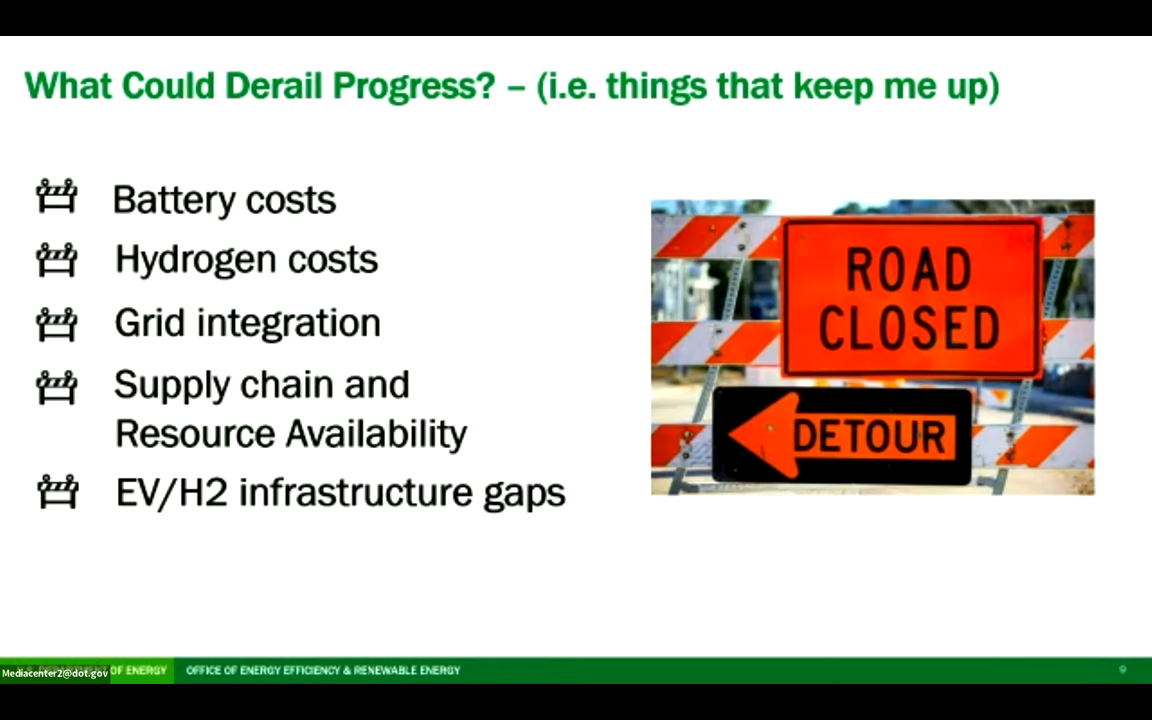 What Could Derail Progress? – (i.e. things that keep me up)
Battery costs
Hydrogen costs
Grid integration
Supply chain and
Resource Availability
EV/H2 infrastructure gaps
ROAD
CLOSED
DETOUR
OF ENERGY
OFFICE OF ENERGY EFFICIENCY & RENEWABLE ENERGY
9
Mediacenter2@dot.gov